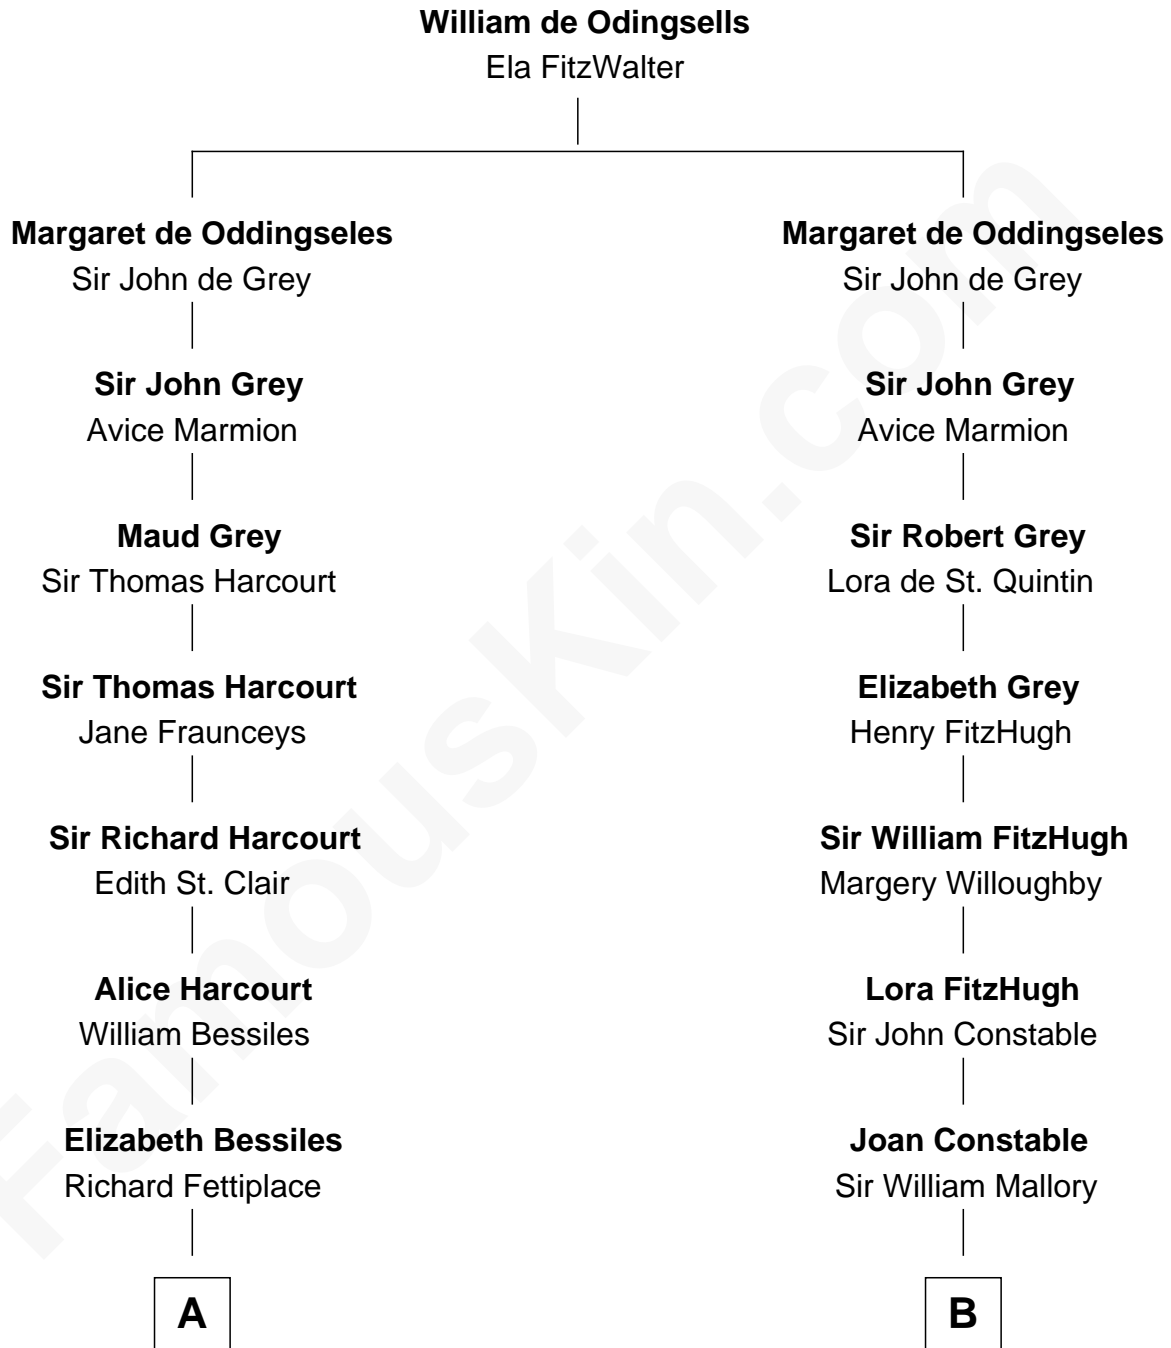 William de Odingsells
Ela FitzWalter
Margaret de Oddingseles
Sir John de Grey
Margaret de Oddingseles
Sir John de Grey
Sir John Grey
Avice Marmion
Sir John Grey
Avice Marmion
Maud Grey
Sir Thomas Harcourt
Sir Robert Grey
Lora de St. Quintin
Sir Thomas Harcourt
Jane Fraunceys
Elizabeth Grey
Henry FitzHugh
Sir Richard Harcourt
Edith St. Clair
Sir William FitzHugh
Margery Willoughby
Alice Harcourt
William Bessiles
Lora FitzHugh
Sir John Constable
Elizabeth Bessiles
Richard Fettiplace
Joan Constable
Sir William Mallory
A
B
FamousKin.com